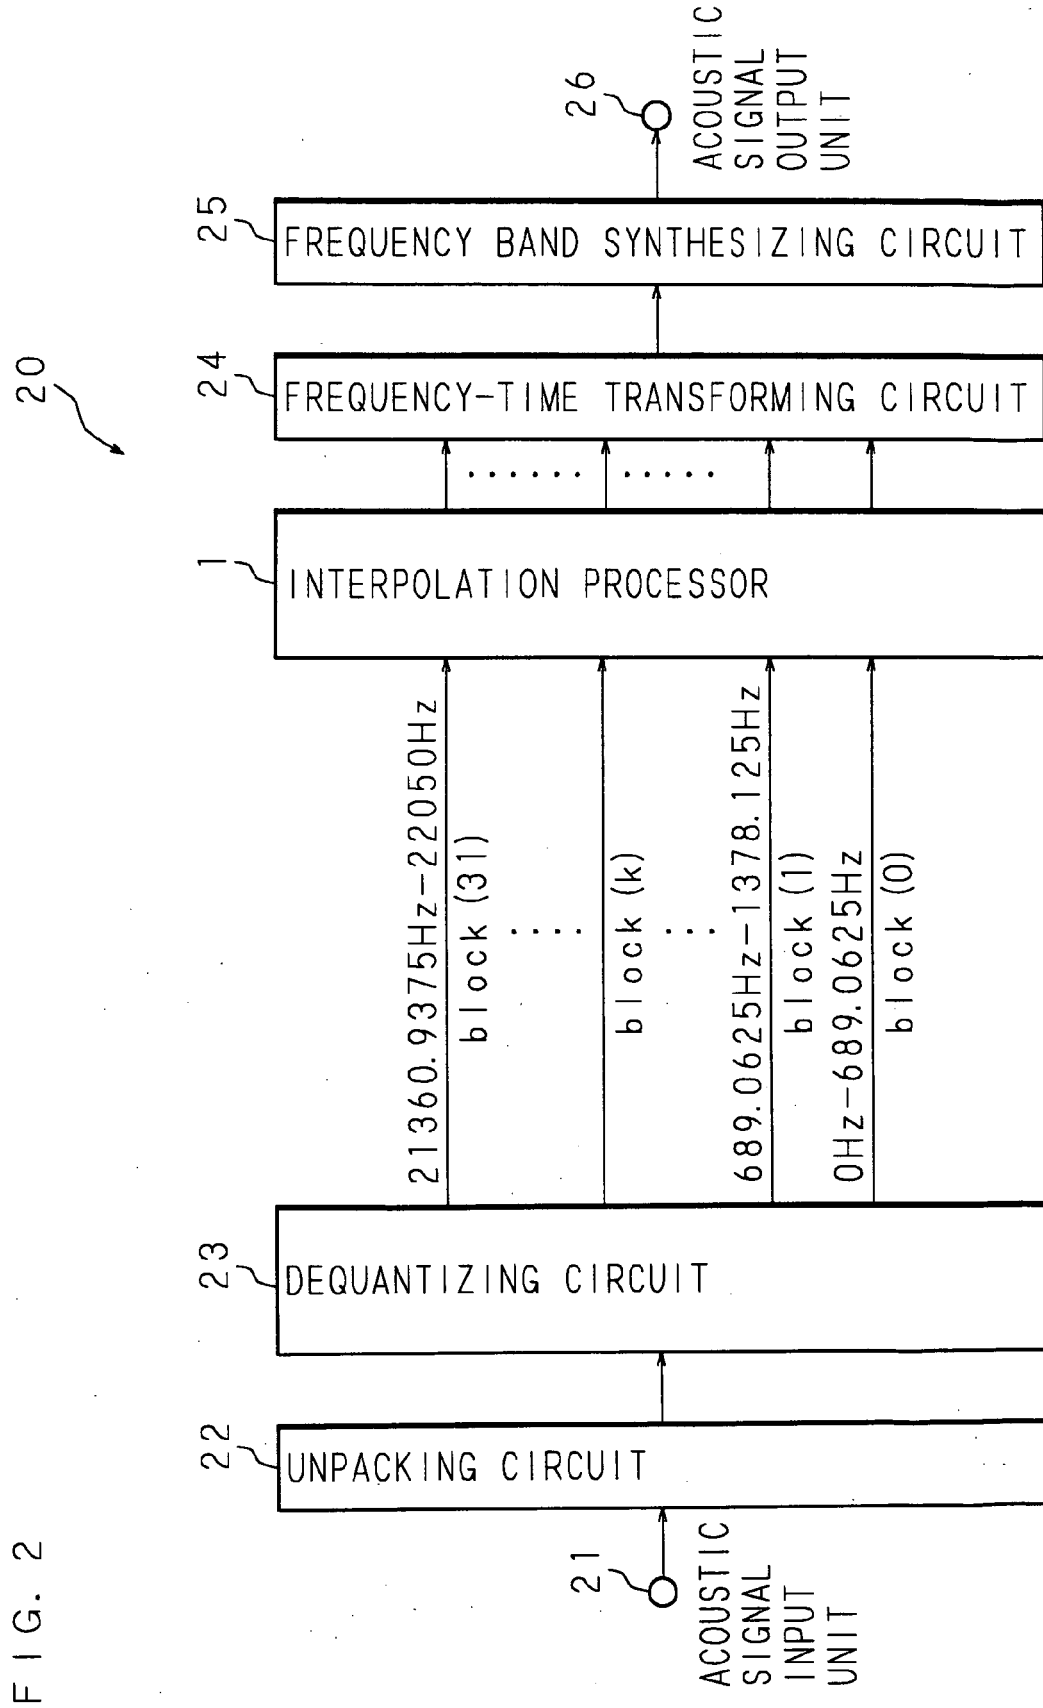 FIG. 2
20
21
ACOUSTIC
SIGNAL
INPUT
UNIT
22
UNPACKING CIRCUIT
23
DEQUANTIZING CIRCUIT
21360.9375Hz-22050Hz
block (31)
block (k)
689.0625Hz-1378.125Hz
block (1)
0Hz-689.0625Hz
block (0)
1
INTERPOLATION PROCESSOR
24
FREQUENCY-TIME TRANSFORMING CIRCUIT
25
FREQUENCY BAND SYNTHESIZING CIRCUIT
26
ACOUSTIC
SIGNAL
OUTPUT
UNIT